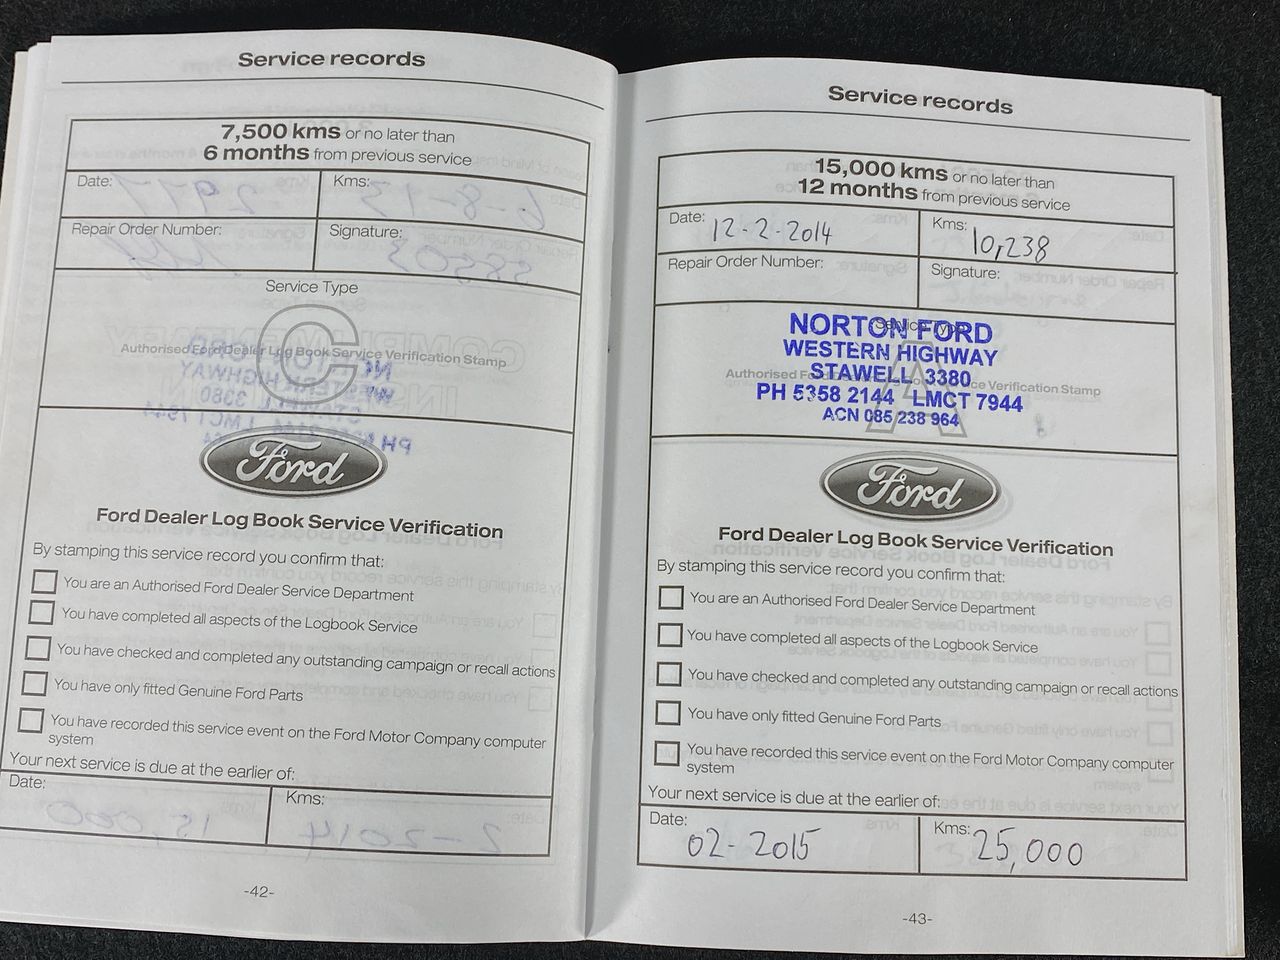 Service records
7,500 kms or no later than
6 months from previous service
Date:
Kms:
Repair Order Number:
Signature:
Service Type
C
Authorised Ford Dealer Log Book Service Verification Stamp
Ford
Ford Dealer Log Book Service Verification
By stamping this service record you confirm that:
You are an Authorised Ford Dealer Service Department
You have completed all aspects of the Logbook Service
You have checked and completed any outstanding campaign or recall actions
You have only fitted Genuine Ford Parts
You have recorded this service event on the Ford Motor Company computer
system
Your next service is due at the earlier of:
Date:
Kms:
-42-
Service records
15,000 kms or no later than
12 months from previous service
Date: 12-2-2014
Kms: 10,238
Repair Order Number:
Signature:
Service Type
NORTON FORD
WESTERN HIGHWAY
STAWELL 3380
PH 5358 2144 LMCT 7944
ACN 085 238 964
A
Authorised Ford Dealer Log Book Service Verification Stamp
Ford
Ford Dealer Log Book Service Verification
By stamping this service record you confirm that:
You are an Authorised Ford Dealer Service Department
You have completed all aspects of the Logbook Service
You have checked and completed any outstanding campaign or recall actions
You have only fitted Genuine Ford Parts
You have recorded this service event on the Ford Motor Company computer
system
Your next service is due at the earlier of:
Date: 02-2015
Kms: 25,000
-43-